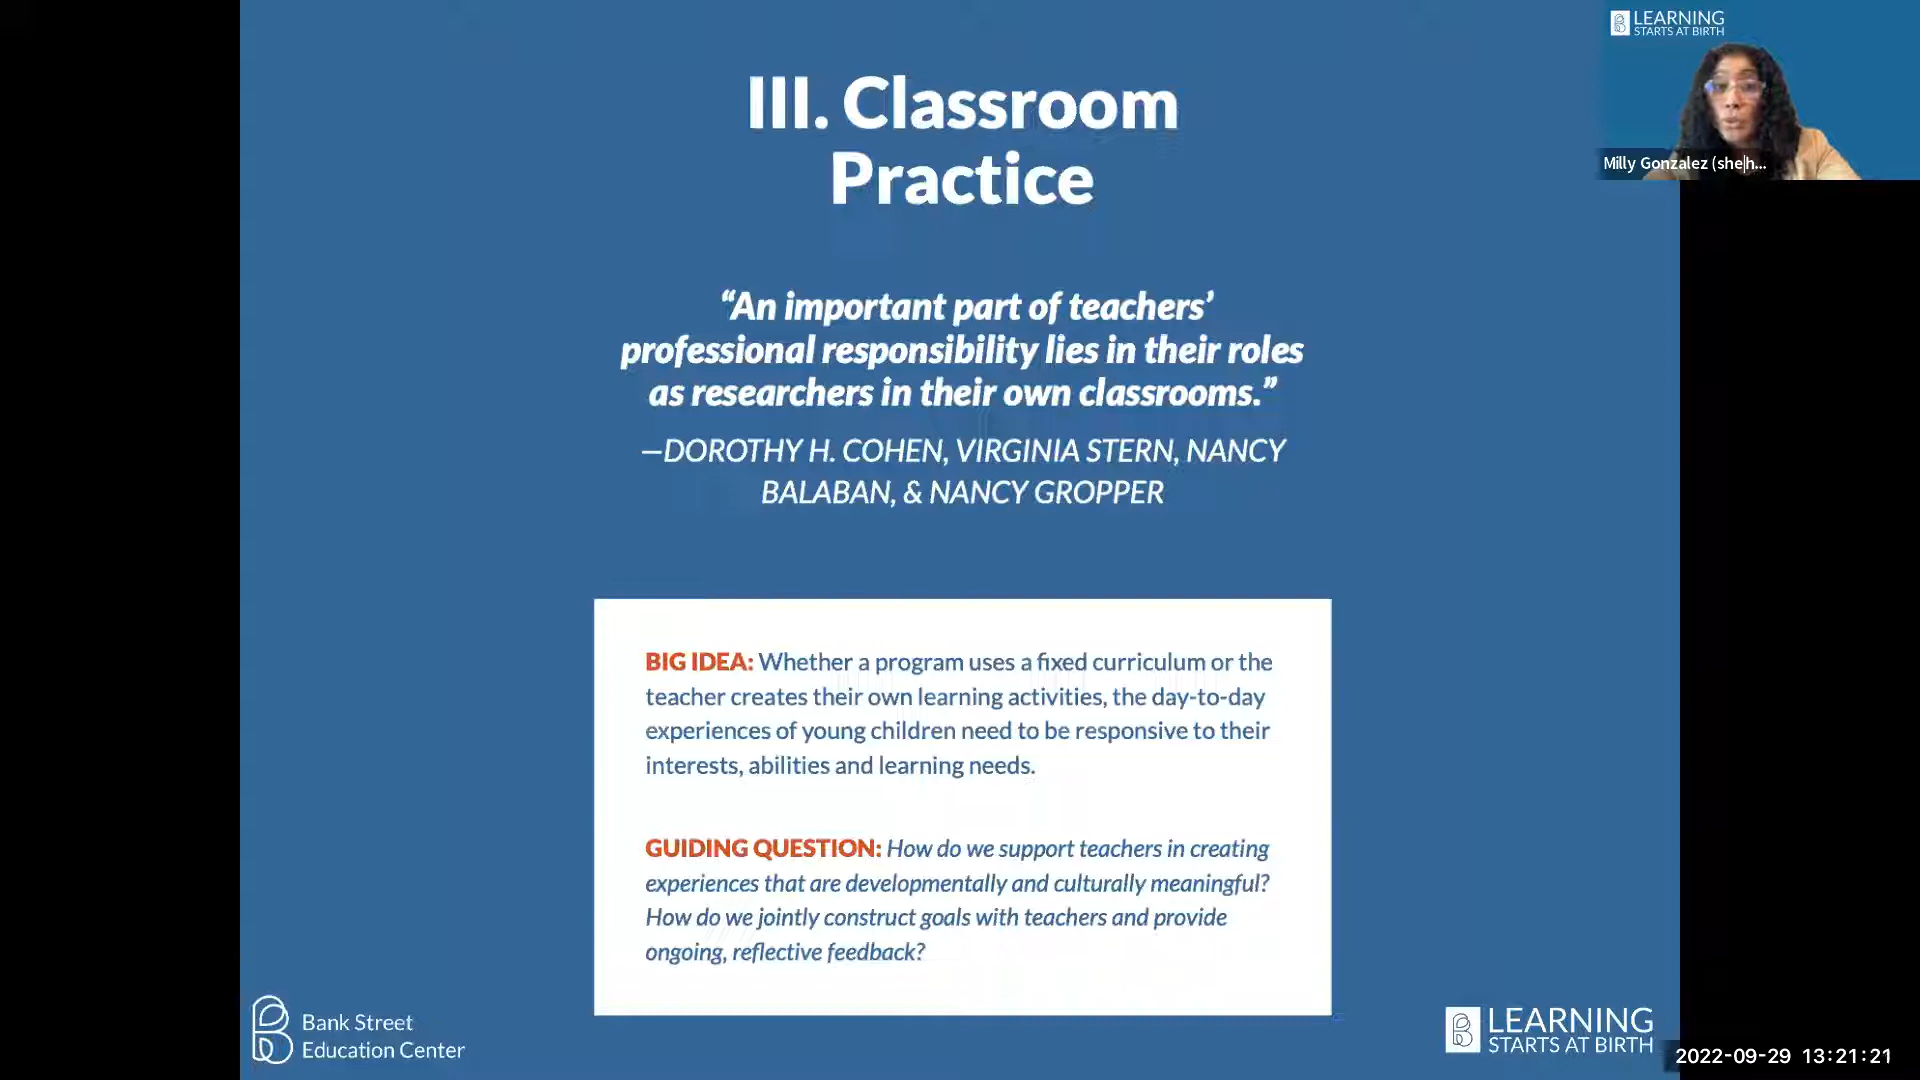 LEARNING
STARTS AT BIRTH
III. Classroom
Practice
Milly Gonzalez (she|h...
“An important part of teachers’
professional responsibility lies in their roles
as researchers in their own classrooms.”
—DOROTHY H. COHEN, VIRGINIA STERN, NANCY
BALABAN, & NANCY GROPPER
BIG IDEA: Whether a program uses a fixed curriculum or the
teacher creates their own learning activities, the day-to-day
experiences of young children need to be responsive to their
interests, abilities and learning needs.
GUIDING QUESTION: How do we support teachers in creating
experiences that are developmentally and culturally meaningful?
How do we jointly construct goals with teachers and provide
ongoing, reflective feedback?
Bank Street
Education Center
LEARNING
STARTS AT BIRTH
2022-09-29 13:21:21